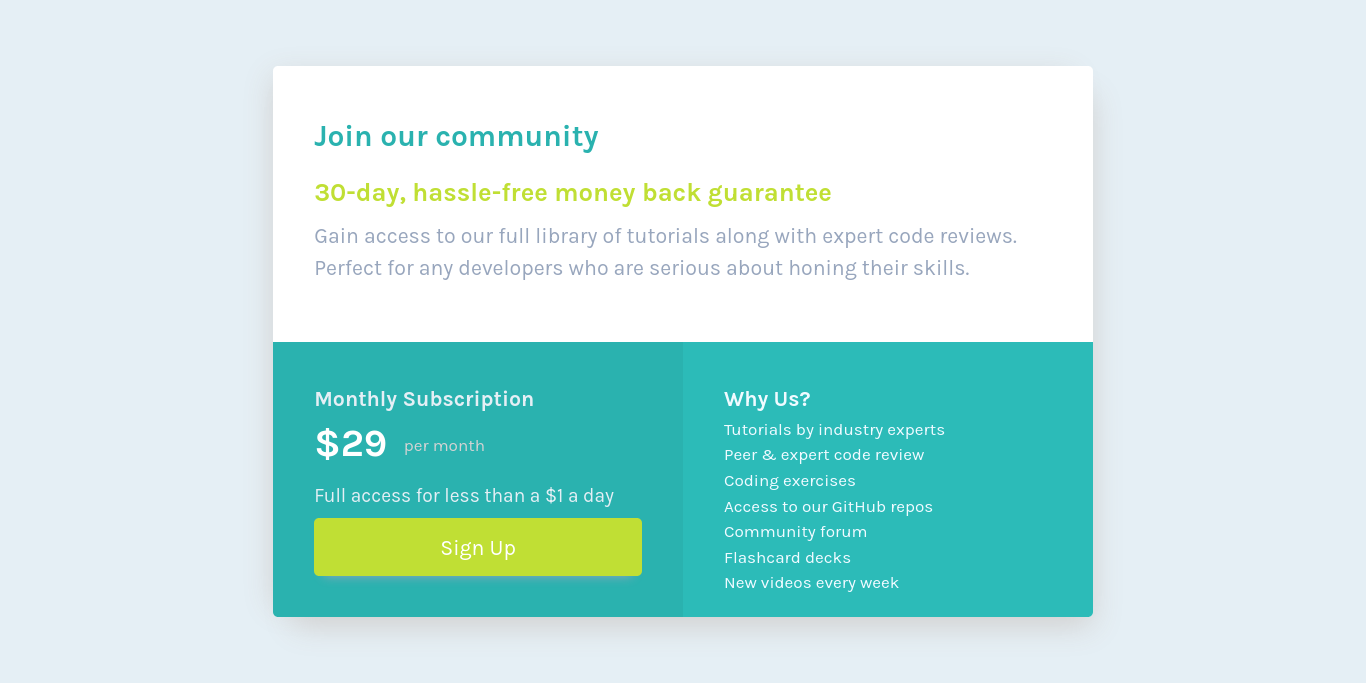 Join our community
30-day, hassle-free money back guarantee
Gain access to our full library of tutorials along with expert code reviews.
Perfect for any developers who are serious about honing their skills.
Monthly Subscription
$29 per month
Full access for less than a $1 a day
Sign Up
Why Us?
Tutorials by industry experts
Peer & expert code review
Coding exercises
Access to our GitHub repos
Community forum
Flashcard decks
New videos every week